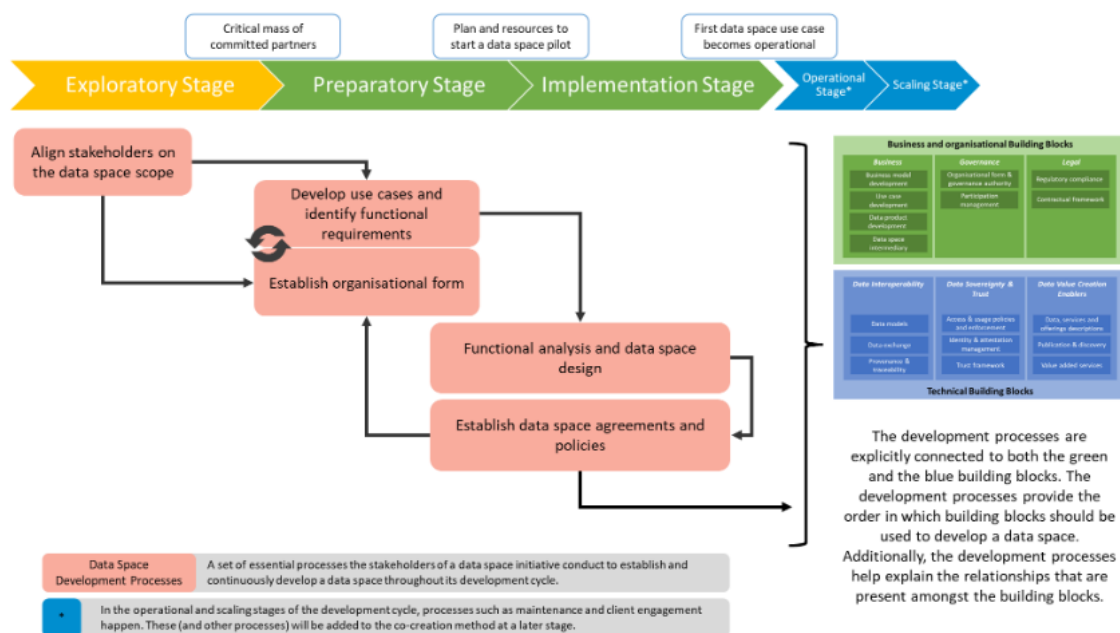 Critical mass of
committed partners
Plan and resources to
start a data space pilot
First data space use case
becomes operational
Exploratory Stage
Preparatory Stage
Implementation Stage
Operational
Stage*
Scaling Stage*
Align stakeholders on
the data space scope
Develop use cases and
identify functional
requirements
Establish organisational form
Functional analysis and data space
design
Establish data space agreements and
policies
Business and organisational Building Blocks
Business
Business model
development
Use case
development
Data product
development
Data space
intermediary
Governance
Organisational form &
governance authority
Participation
management
Legal
Regulatory compliance
Contractual framework
Data Interoperability
Data models
Data exchange
Provenance &
traceability
Data Sovereignty &
Trust
Access & usage policies
and enforcement
Identity & attestation
management
Trust framework
Data Value Creation
Enablers
Data, services and
offerings descriptions
Publication & discovery
Value added services
Technical Building Blocks
The development processes are
explicitly connected to both the green
and the blue building blocks. The
development processes provide the
order in which building blocks should be
used to develop a data space.
Additionally, the development processes
help explain the relationships that are
present amongst the building blocks.
Data Space
Development Processes
A set of essential processes the stakeholders of a data space initiative conduct to establish and
continuously develop a data space throughout its development cycle.
*
In the operational and scaling stages of the development cycle, processes such as maintenance and client engagement
happen. These (and other processes) will be added to the co-creation method at a later stage.